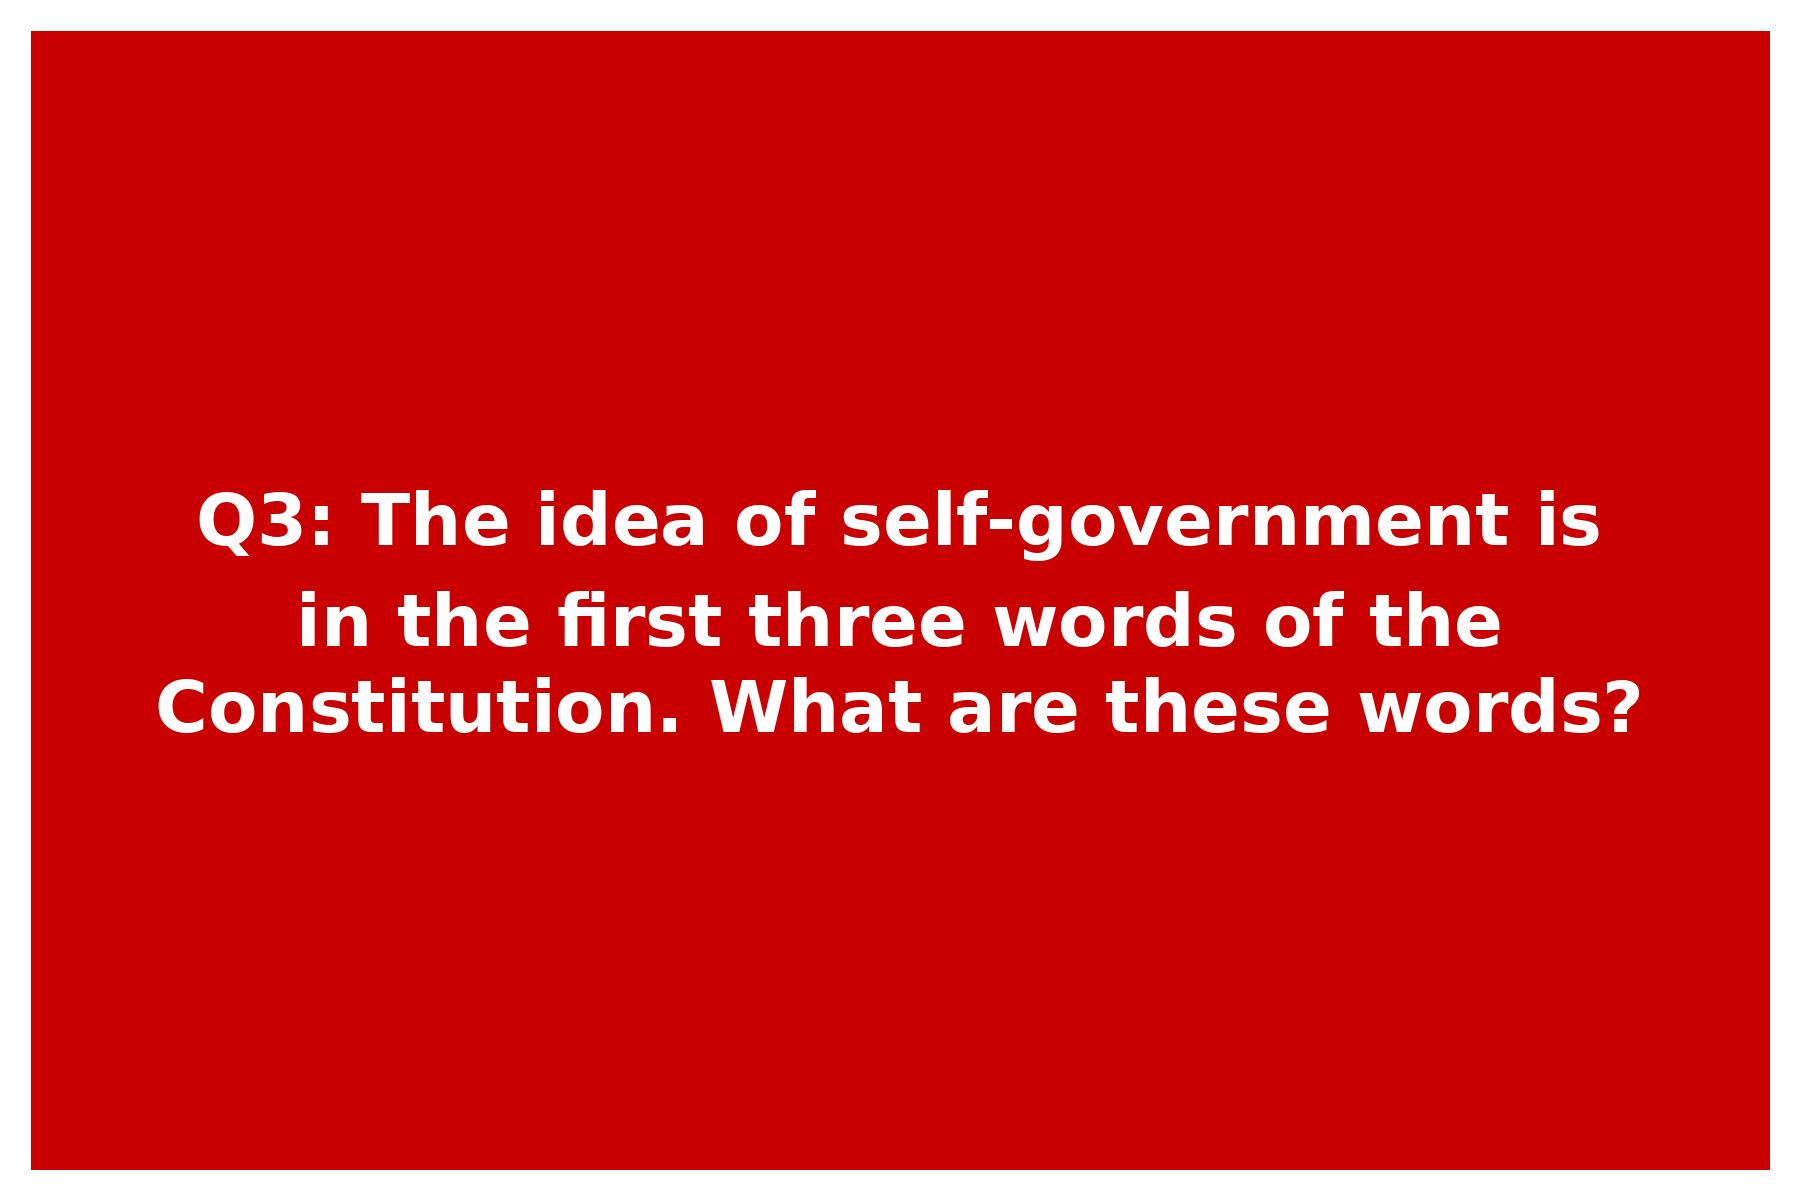 Q3: The idea of self-government is
in the first three words of the
Constitution. What are these words?